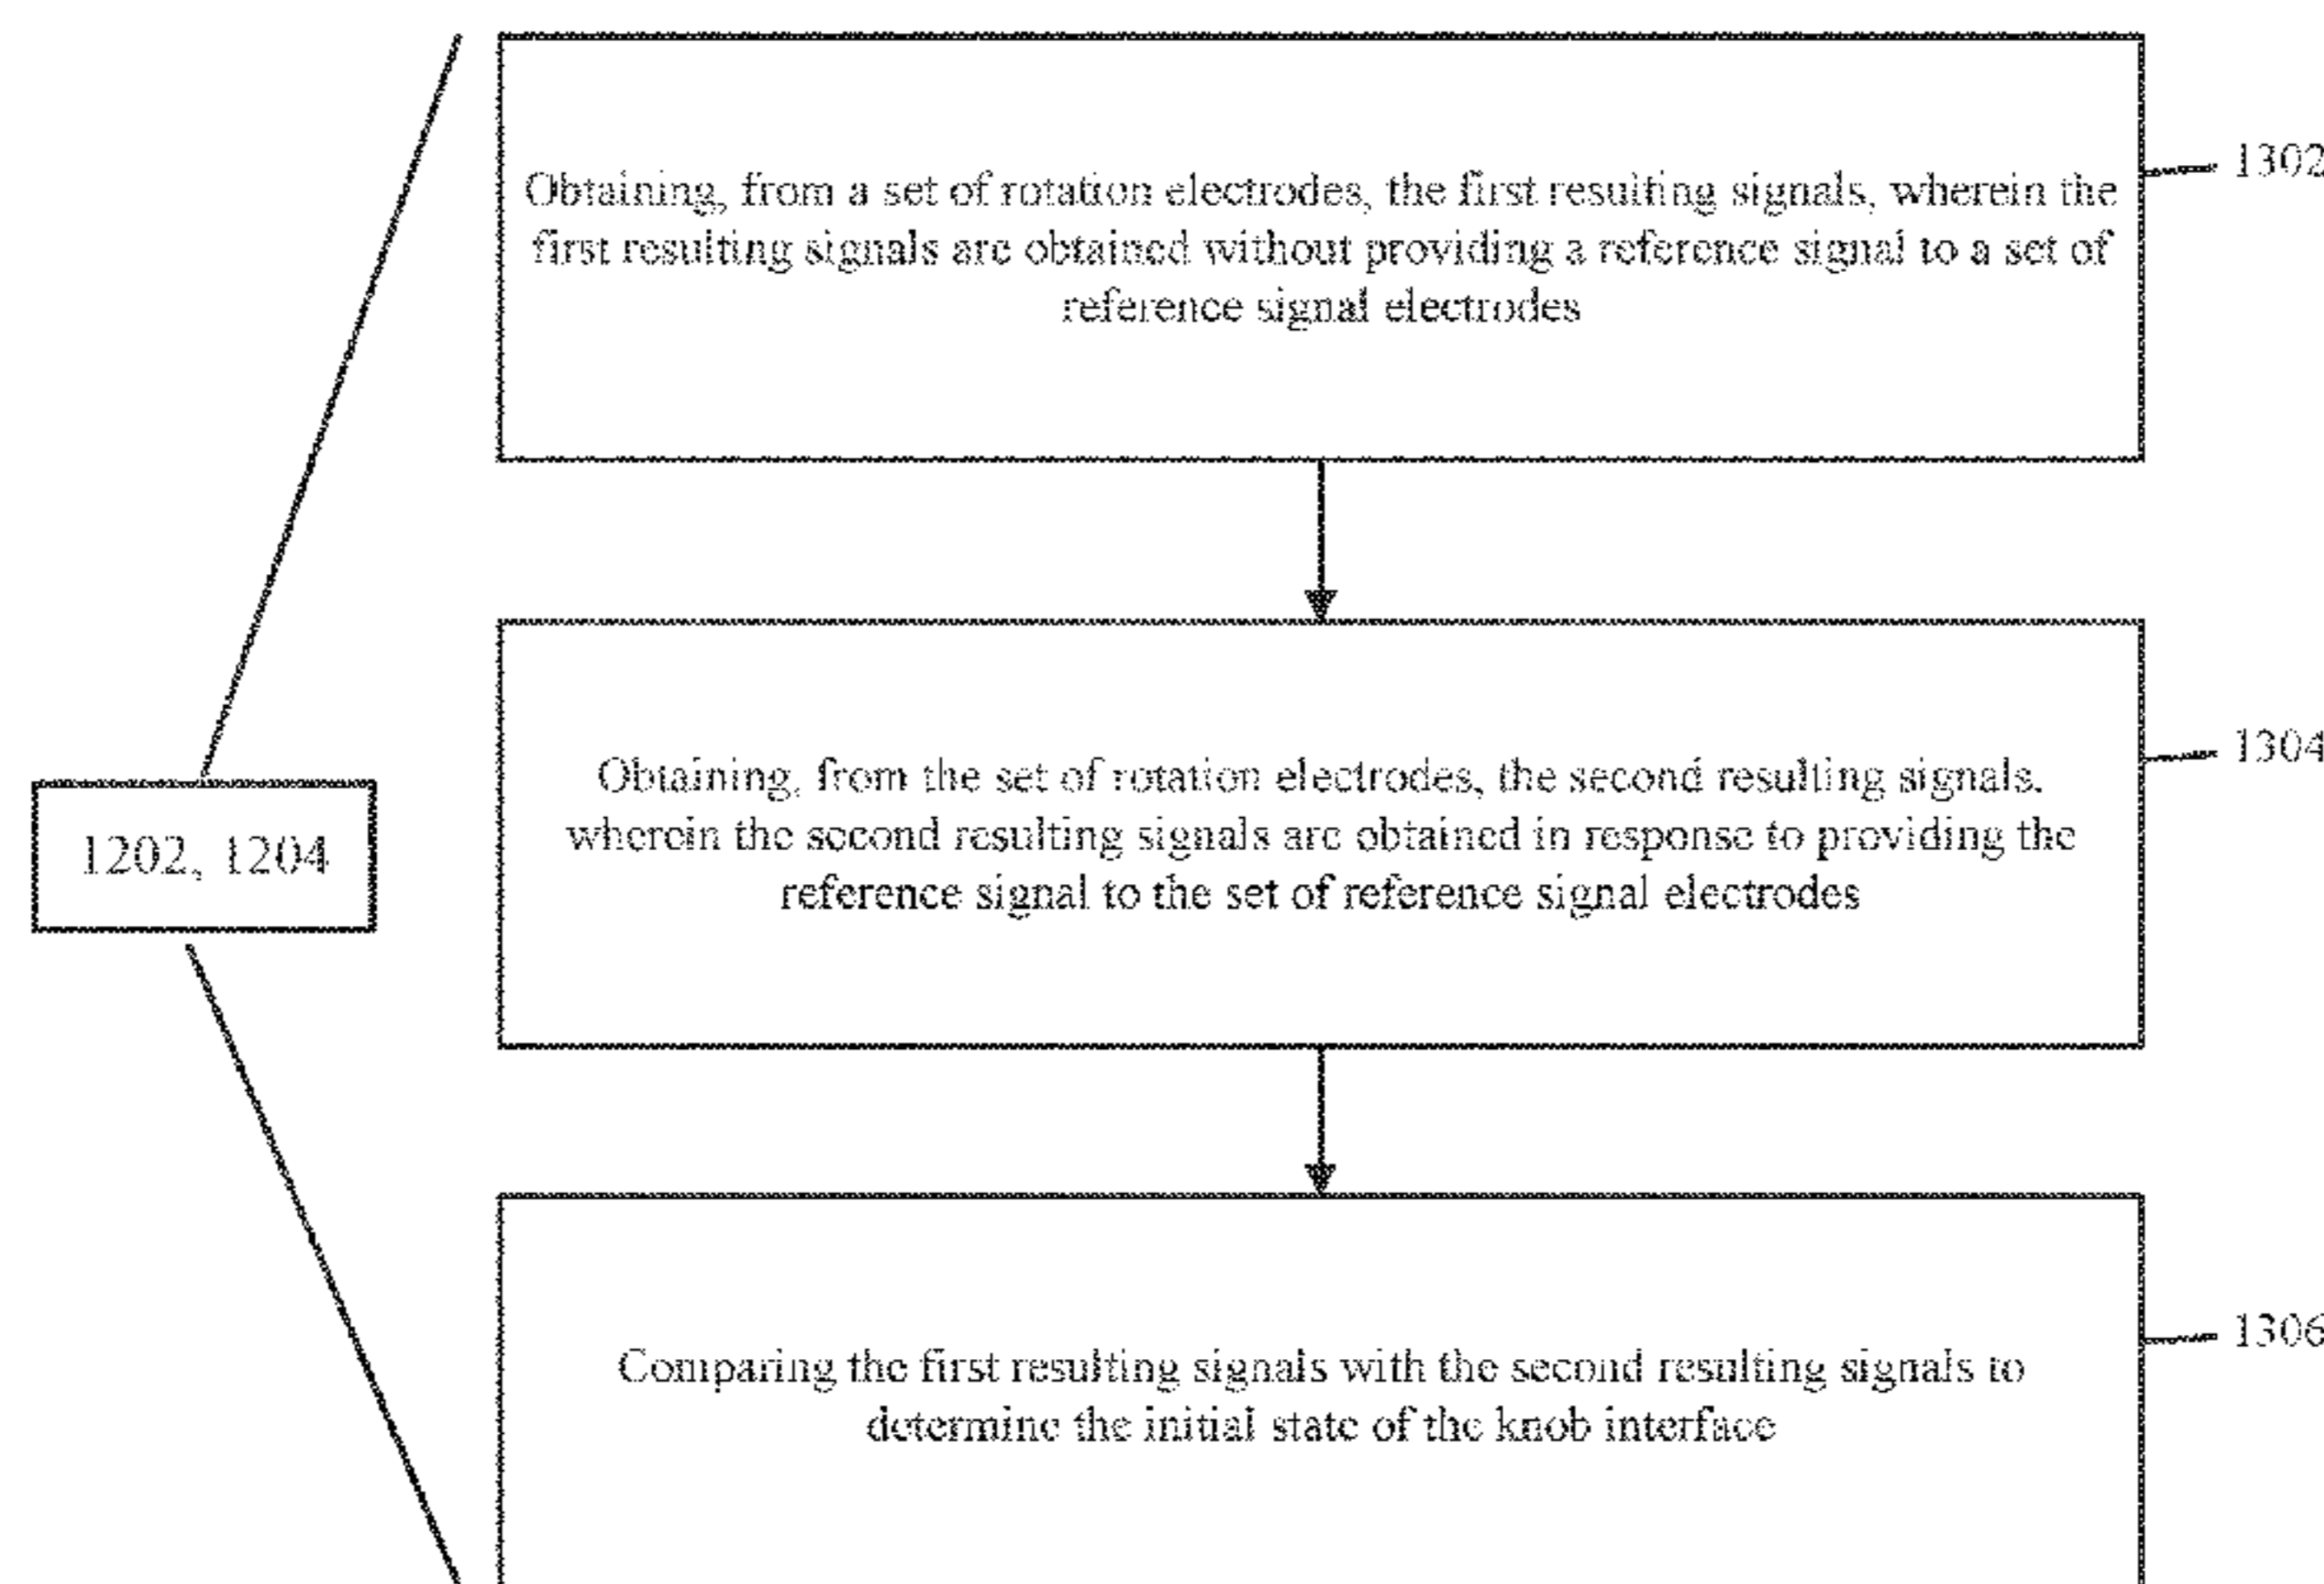 Obtaining, from a set of rotation electrodes, the first resulting signals, wherein the
first resulting signals are obtained without providing a reference signal to a set of
reference signal electrodes
1302
Obtaining, from the set of rotation electrodes, the second resulting signals,
wherein the second resulting signals are obtained in response to providing the
reference signal to the set of reference signal electrodes
1304
1202, 1204
Comparing the first resulting signals with the second resulting signals to
determine the initial state of the knob interface
1306